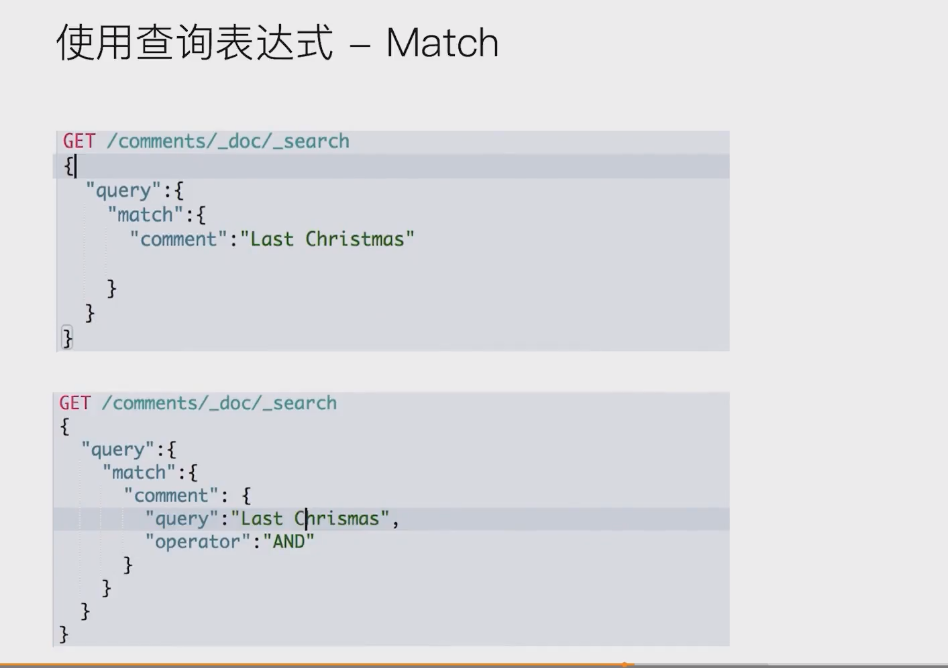 使用查询表达式 – Match
GET /comments/_doc/_search
{
"query":{
"match":{
"comment":"Last Christmas"
}
}
}
GET /comments/_doc/_search
{
"query":{
"match":{
"comment": {
"query":"Last Chrismas",
"operator":"AND"
}
}
}
}